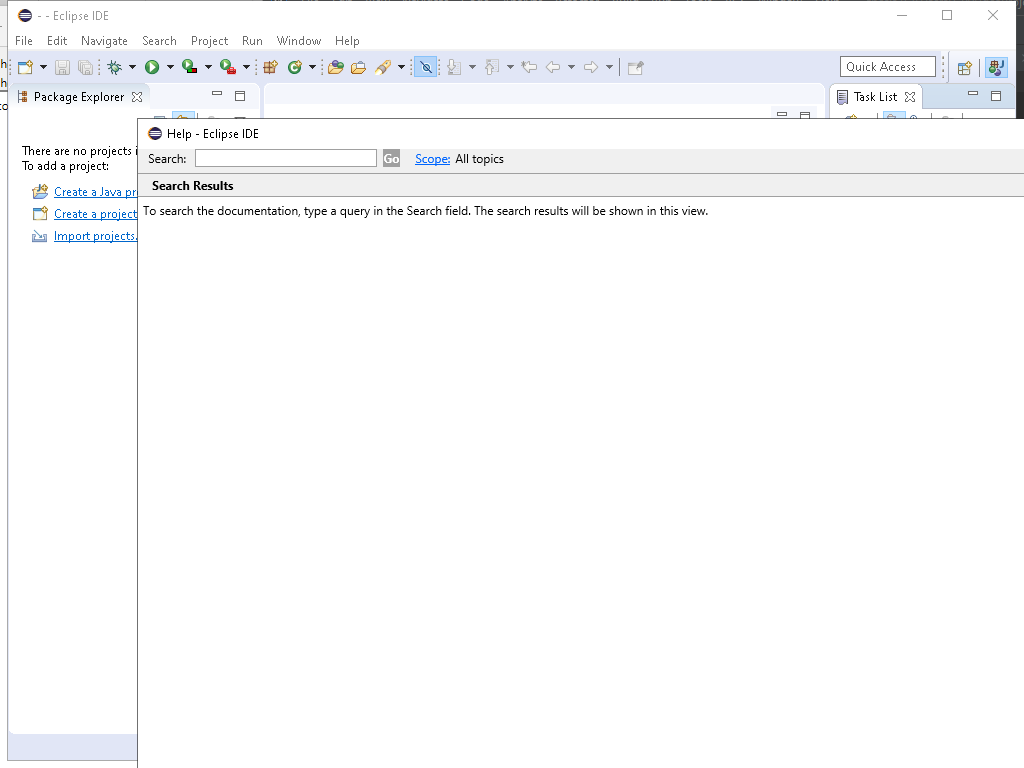 - - Eclipse IDE
File Edit Navigate Search Project Run Window Help
Quick Access
Package Explorer
Task List
There are no projects i
To add a project:
Create a Java pr
Create a project
Import projects.
Help - Eclipse IDE
Search: Go Scope: All topics
Search Results
To search the documentation, type a query in the Search field. The search results will be shown in this view.